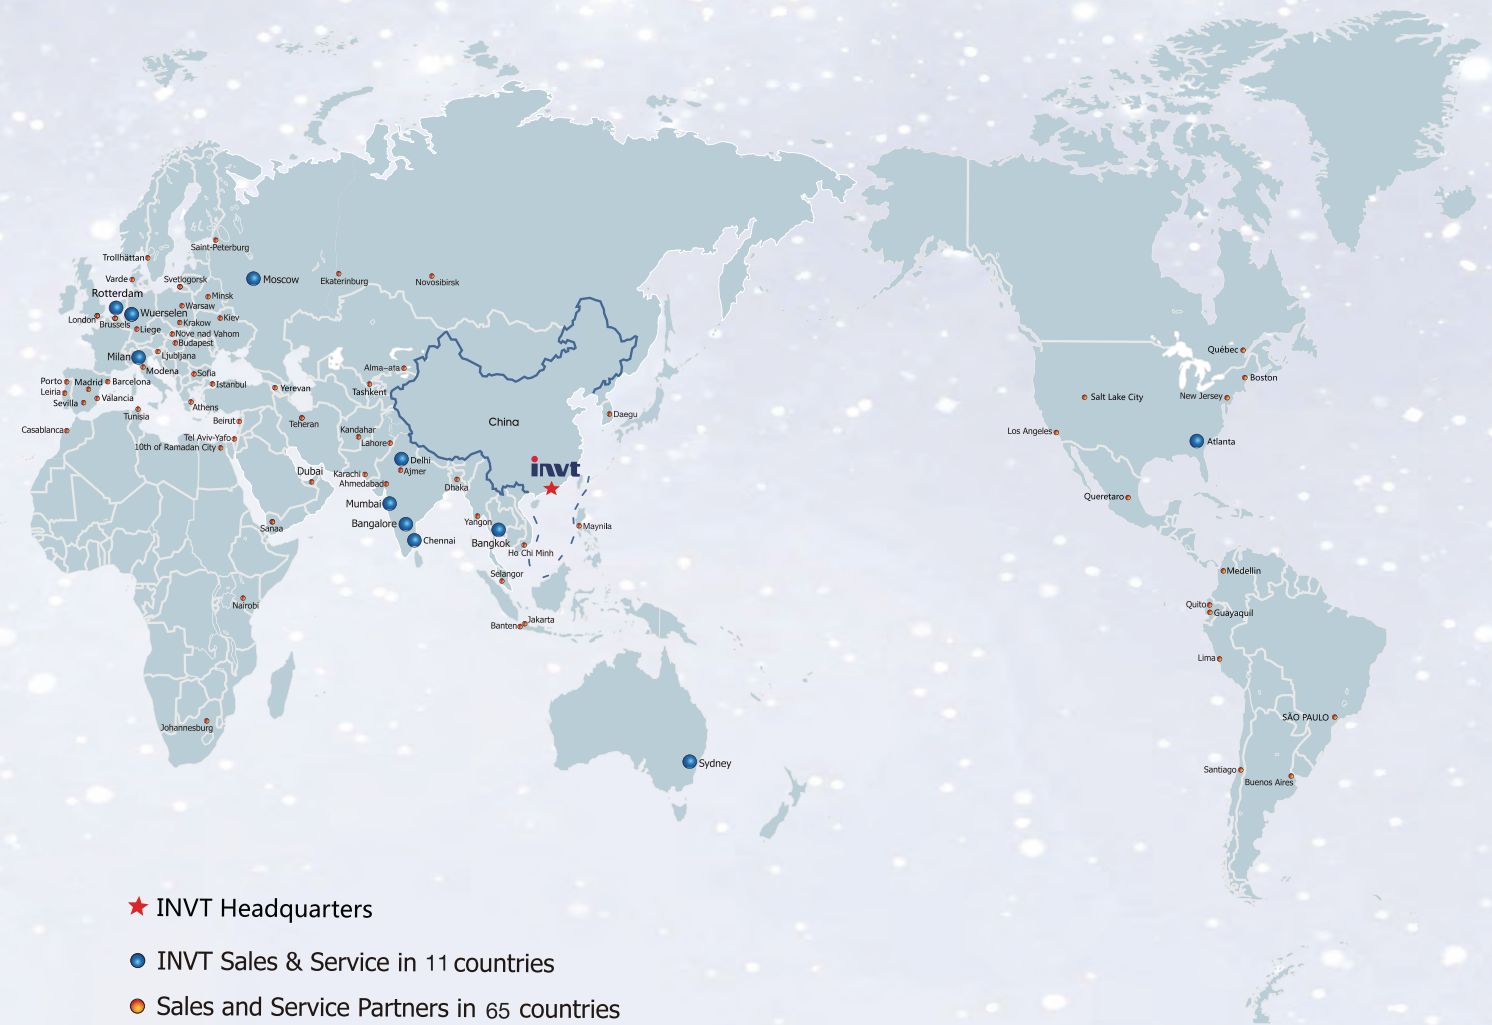 Saint-Peterburg
Trollhättan
Varde
Svetlogorsk
Moscow
Ekaterinburg
Novosibirsk
Rotterdam
Minsk
Warsaw
Wuerselen
London
Brussels
Krakow
Kiev
Liege
Nove nad Vahom
Budapest
Milan
Ljubljana
Modena
Sofia
Alma-ata
Québec
Porto
Madrid
Barcelona
Istanbul
Yerevan
Tashkent
Boston
Leiria
Valancia
Sevilla
Athens
Salt Lake City
New Jersey
Tunisia
Beirut
Teheran
China
Daegu
Casablanca
Kandahar
Los Angeles
Tel Aviv-Yafo
Lahore
Atlanta
10th of Ramadan City
Delhi
Dubai
Karachi
Ajmer
invt
Ahmedabad
Dhaka
Queretaro
Mumbai
Sanaa
Bangalore
Yangon
Maynila
Chennai
Bangkok
Ho Chi Minh
Selangor
Medellin
Nairobi
Quito
Guayaquil
Jakarta
Banten
Lima
Johannesburg
SÃO PAULO
Sydney
Santiago
Buenos Aires
INVT Headquarters
INVT Sales & Service in 11 countries
Sales and Service Partners in 65 countries